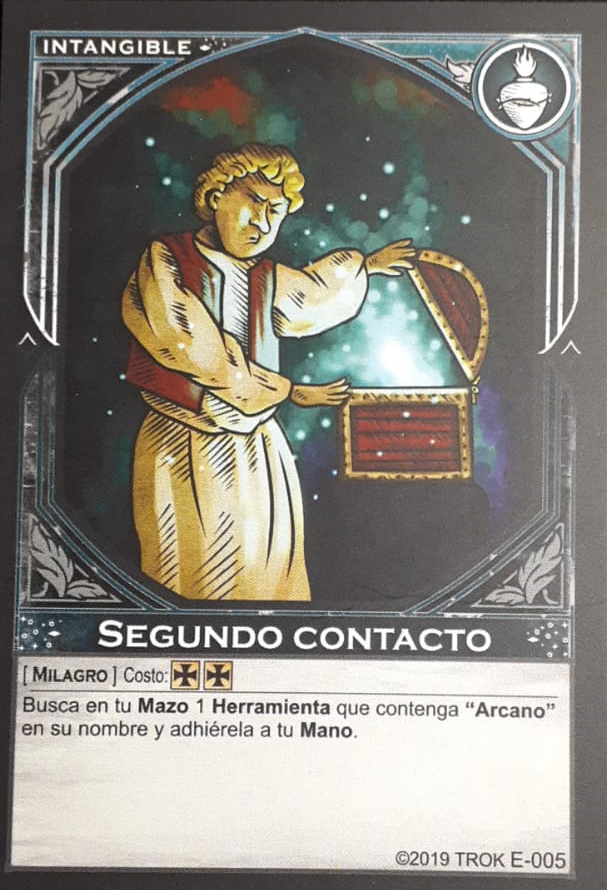 INTANGIBLE
SEGUNDO CONTACTO
[ MILAGRO ] Costo:
Busca en tu Mazo 1 Herramienta que contenga “Arcano”
en su nombre y adhiérela a tu Mano.
©2019 TROK E-005